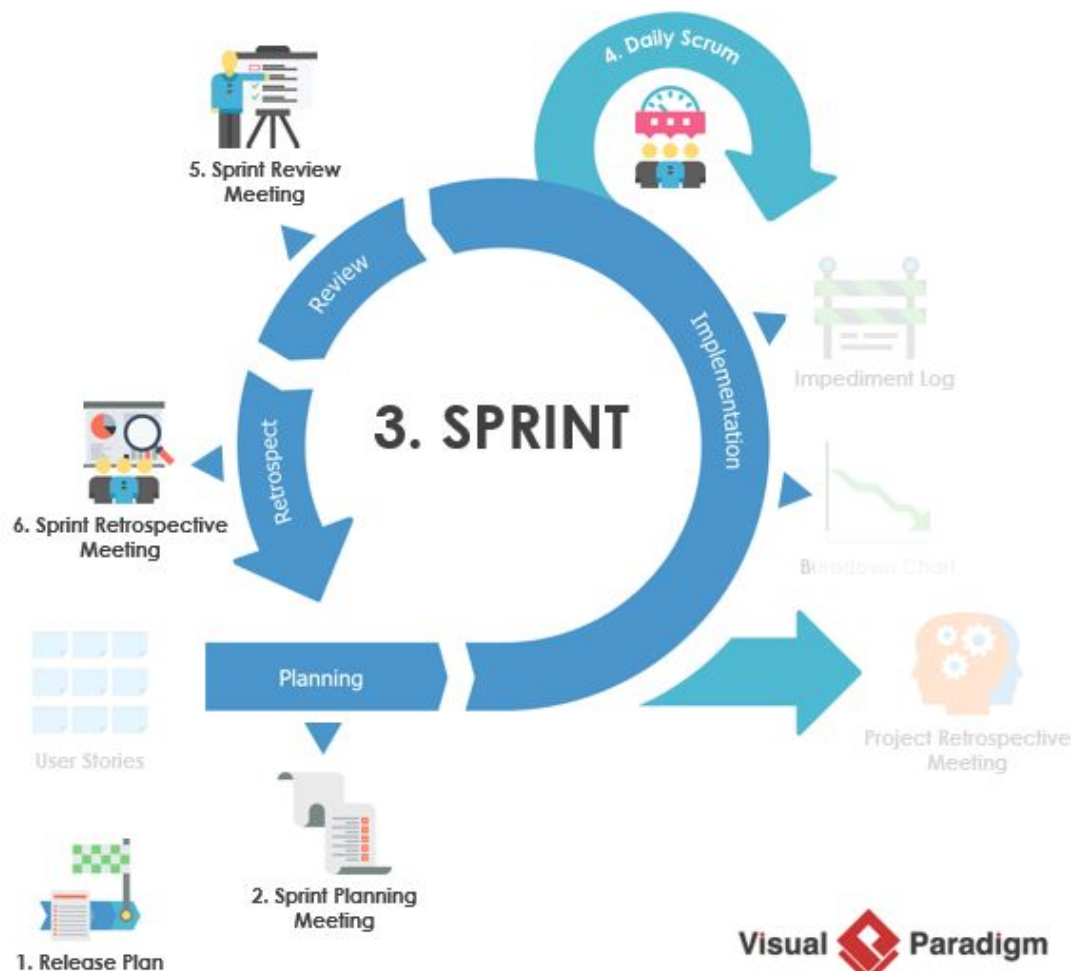 4. Daily Scrum
5. Sprint Review
Meeting
Review
Implementation
Impediment Log
3. SPRINT
Retrospect
6. Sprint Retrospective
Meeting
Burndown Chart
Planning
User Stories
Project Retrospective
Meeting
2. Sprint Planning
Meeting
1. Release Plan
Visual Paradigm